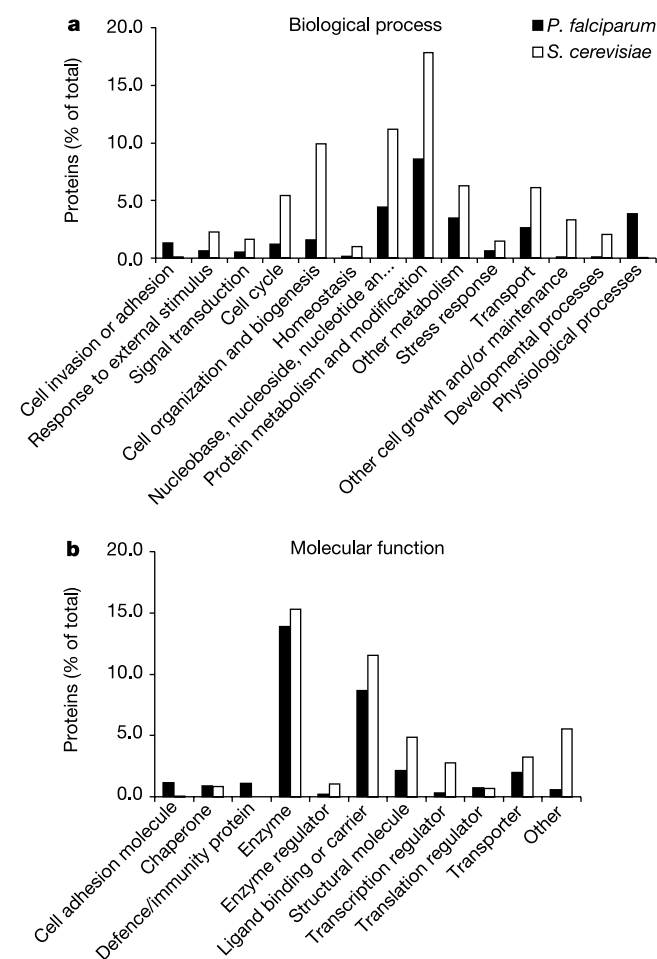 a
Biological process
P. falciparum
S. cerevisiae
Proteins (% of total)
20.0
15.0
10.0
5.0
0.0
Cell invasion or adhesion
Response to external stimulus
Signal transduction
Cell cycle
Cell organization and biogenesis
Homeostasis
Nucleobase, nucleoside, nucleotide an...
Protein metabolism and modification
Other metabolism
Stress response
Transport
Other cell growth and/or maintenance
Developmental processes
Physiological processes
b
Molecular function
Proteins (% of total)
20.0
15.0
10.0
5.0
0.0
Cell adhesion molecule
Chaperone
Defence/immunity protein
Enzyme
Enzyme regulator
Ligand binding or carrier
Structural molecule
Transcription regulator
Translation regulator
Transporter
Other